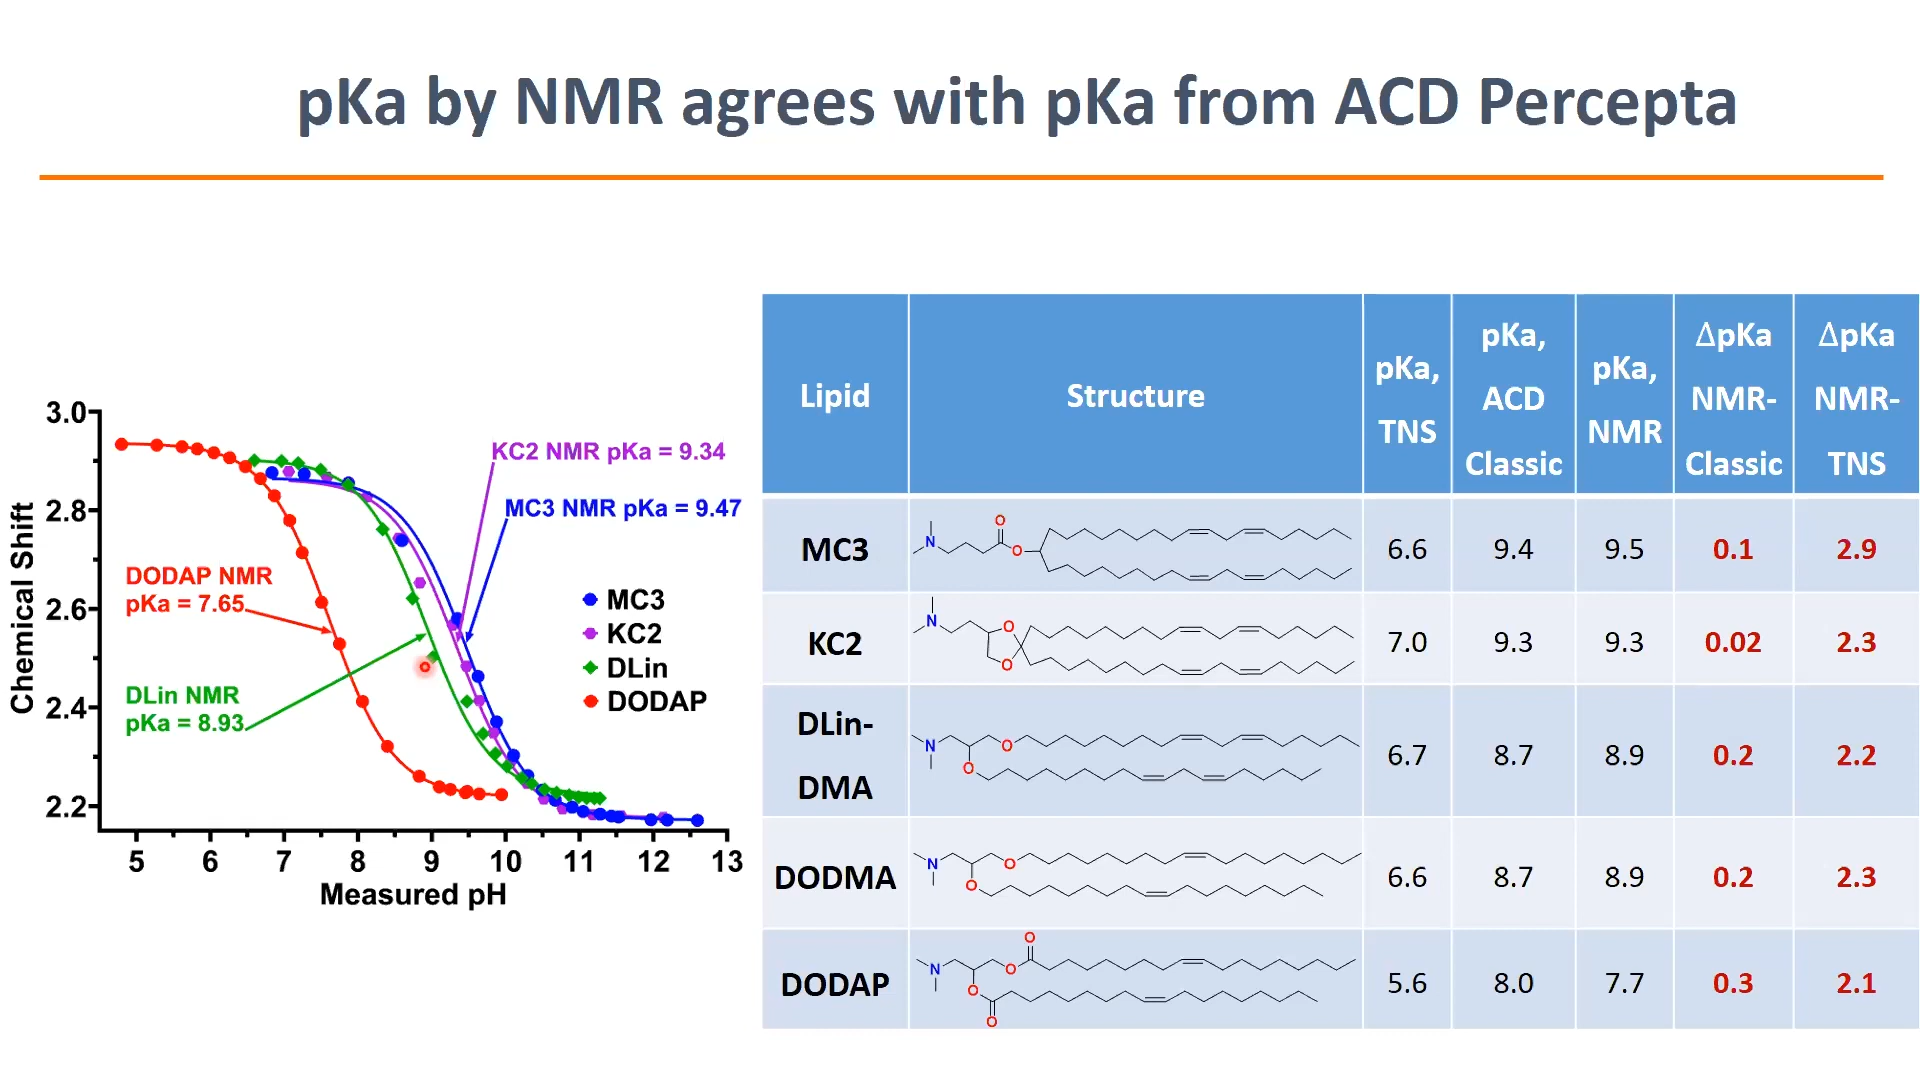 pKa by NMR agrees with pKa from ACD Percepta
3.0
2.8
2.6
2.4
2.2
Chemical Shift
5 6 7 8 9 10 11 12 13
Measured pH
KC2 NMR pKa = 9.34
MC3 NMR pKa = 9.47
DODAP NMR
pKa = 7.65
DLin NMR
pKa = 8.93
MC3
KC2
DLin
DODAP
Lipid
Structure
pKa,
TNS
pKa,
ACD
Classic
pKa,
NMR
ΔpKa
NMR-
Classic
ΔpKa
NMR-
TNS
MC3
N
O
O
6.6 9.4 9.5 0.1 2.9
KC2
N
O
O
7.0 9.3 9.3 0.02 2.3
DLin-
DMA
N
O
O
6.7 8.7 8.9 0.2 2.2
DODMA
N
O
O
6.6 8.7 8.9 0.2 2.3
DODAP
O
N
O
O
O
5.6 8.0 7.7 0.3 2.1